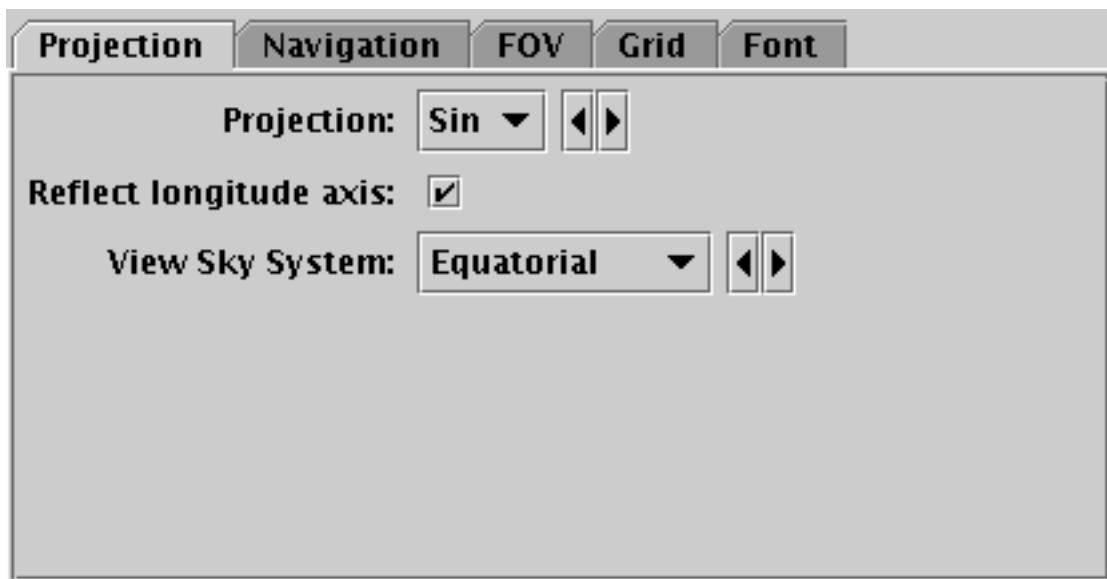 Projection Navigation FOV Grid Font
Projection: Sin
Reflect longitude axis:
View Sky System: Equatorial